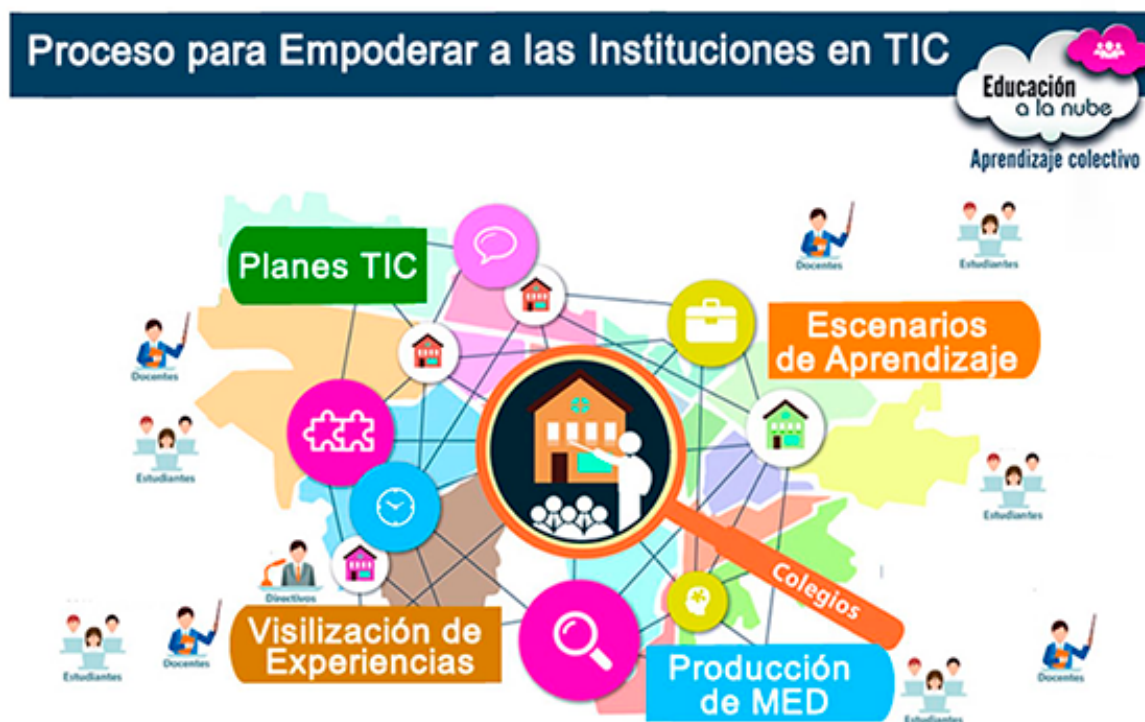 Proceso para Empoderar a las Instituciones en TIC
Educación
a la nube
Aprendizaje colectivo
Planes TIC
Docentes
Estudiantes
Escenarios
de Aprendizaje
Docentes
Estudiantes
Estudiantes
Colegios
Directivos
Visilización de
Experiencias
Estudiantes
Docentes
Producción
de MED
Estudiantes
Docentes